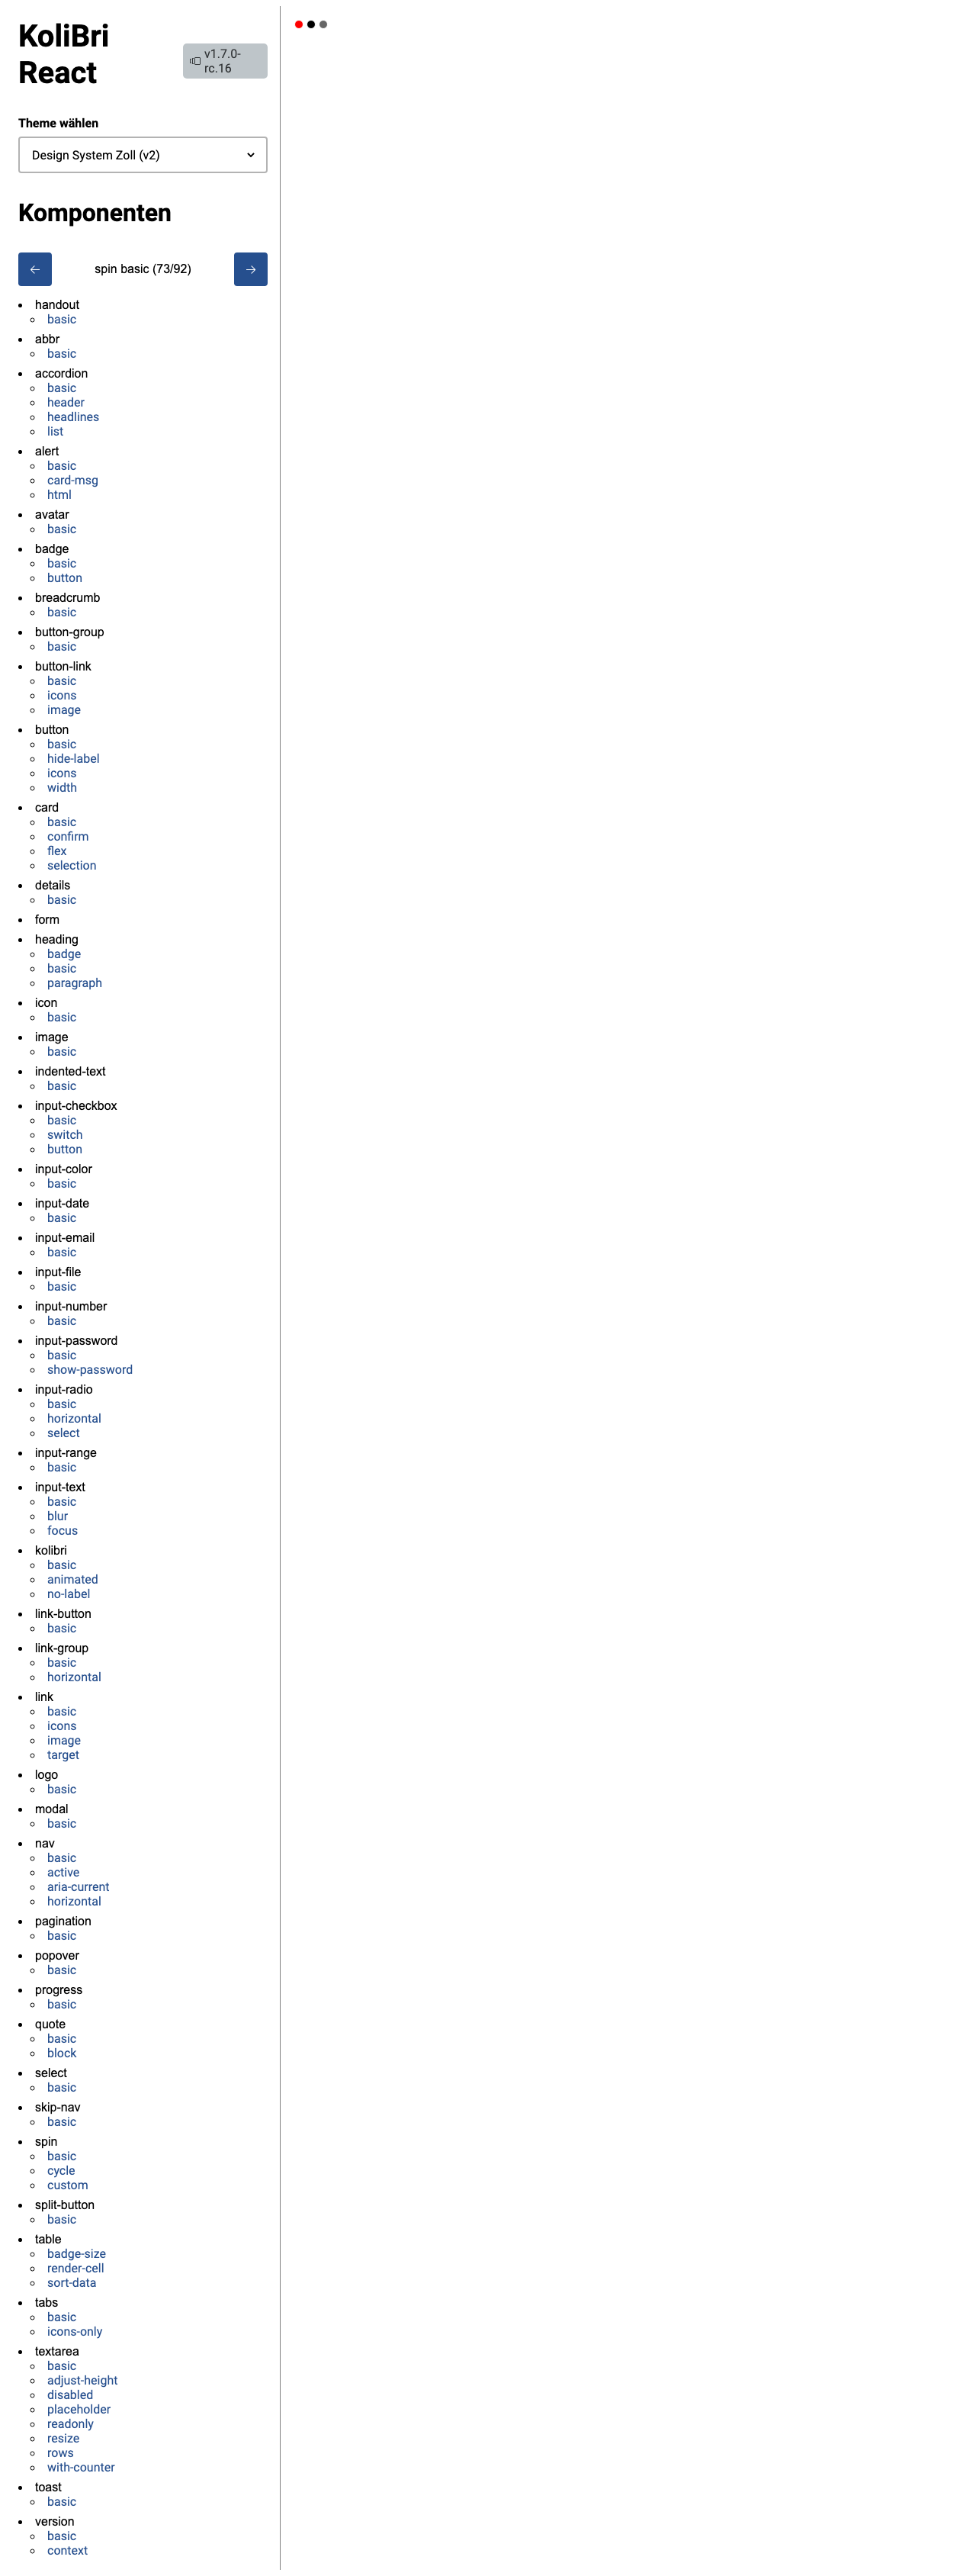 KoliBri
React
v1.7.0-
rc.16
Theme wählen
Design System Zoll (v2)
Komponenten
spin basic (73/92)
handout
basic
abbr
basic
accordion
basic
header
headlines
list
alert
basic
card-msg
html
avatar
basic
badge
basic
button
breadcrumb
basic
button-group
basic
button-link
basic
icons
image
button
basic
hide-label
icons
width
card
basic
confirm
flex
selection
details
basic
form
heading
badge
basic
paragraph
icon
basic
image
basic
indented-text
basic
input-checkbox
basic
switch
button
input-color
basic
input-date
basic
input-email
basic
input-file
basic
input-number
basic
input-password
basic
show-password
input-radio
basic
horizontal
select
input-range
basic
input-text
basic
blur
focus
kolibri
basic
animated
no-label
link-button
basic
link-group
basic
horizontal
link
basic
icons
image
target
logo
basic
modal
basic
nav
basic
active
aria-current
horizontal
pagination
basic
popover
basic
progress
basic
quote
basic
block
select
basic
skip-nav
basic
spin
basic
cycle
custom
split-button
basic
table
badge-size
render-cell
sort-data
tabs
basic
icons-only
textarea
basic
adjust-height
disabled
placeholder
readonly
resize
rows
with-counter
toast
basic
version
basic
context